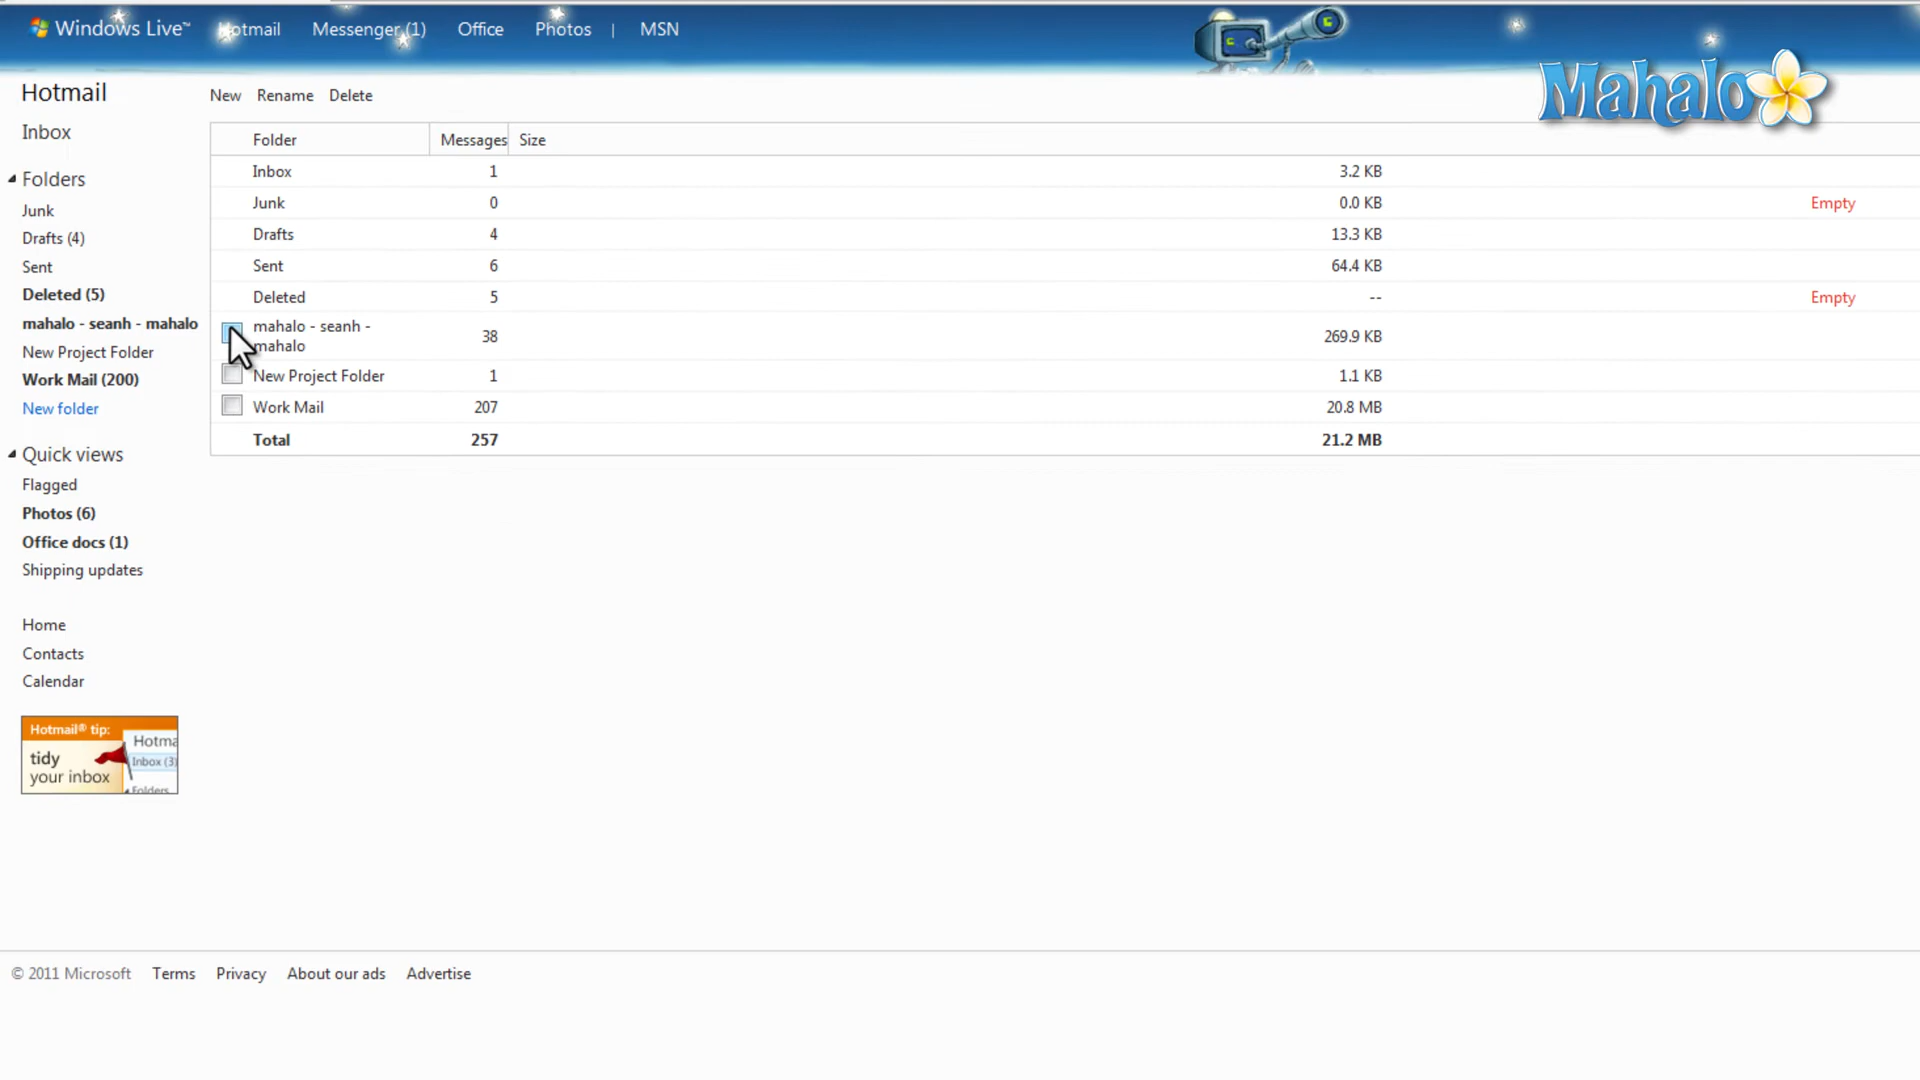 Windows Live™ Hotmail Messenger (1) Office Photos | MSN
Mahalo
Hotmail
New Rename Delete
Inbox
Folders
Junk
Drafts (4)
Sent
Deleted (5)
mahalo - seanh - mahalo
New Project Folder
Work Mail (200)
New folder
Quick views
Flagged
Photos (6)
Office docs (1)
Shipping updates
Home
Contacts
Calendar
Hotmail® tip:
tidy
your inbox
Hotma
Inbox (3)
Folders
Folder Messages Size
Inbox 1 3.2 KB
Junk 0 0.0 KB Empty
Drafts 4 13.3 KB
Sent 6 64.4 KB
Deleted 5 -- Empty
mahalo - seanh -
mahalo 38 269.9 KB
New Project Folder 1 1.1 KB
Work Mail 207 20.8 MB
Total 257 21.2 MB
© 2011 Microsoft Terms Privacy About our ads Advertise